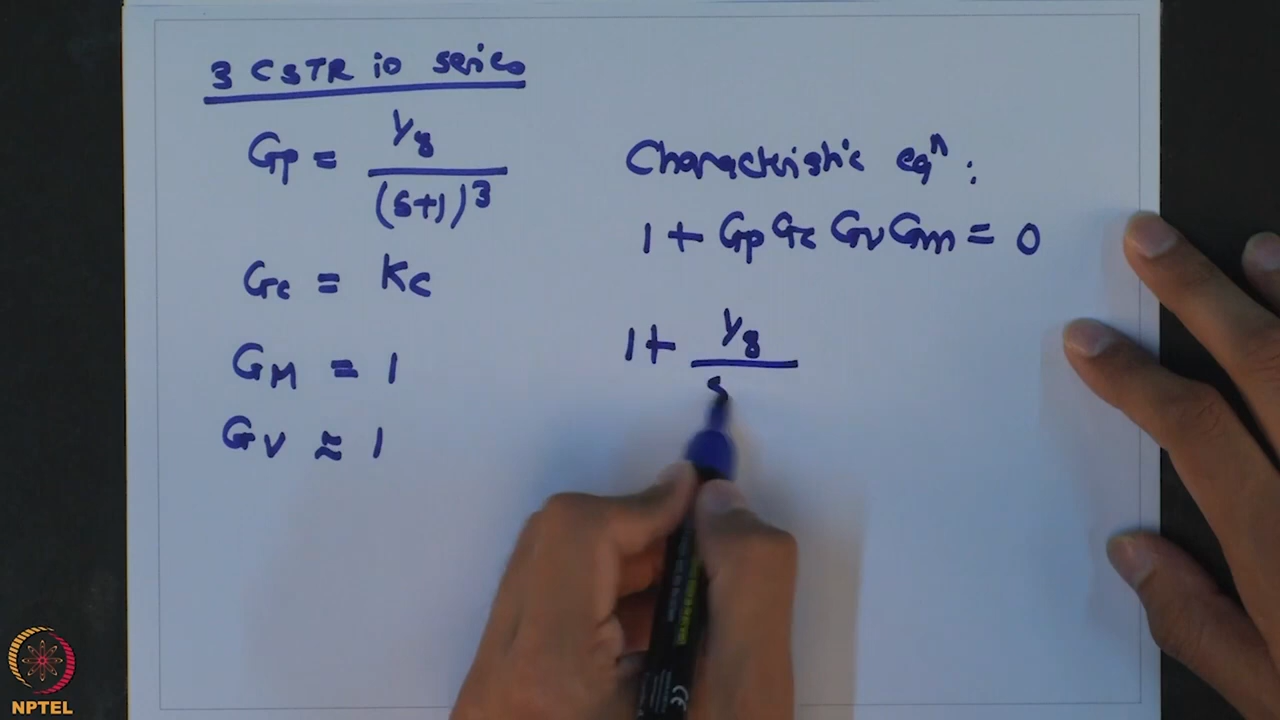 3 CSTR in series
Gp = 1/8 / (s+1)^3
Gc = Kc
GM = 1
Gv ≈ 1
Characteristic eqn :
1 + Gp Gc Gv Gm = 0
1 + 1/8 / s
NPTEL